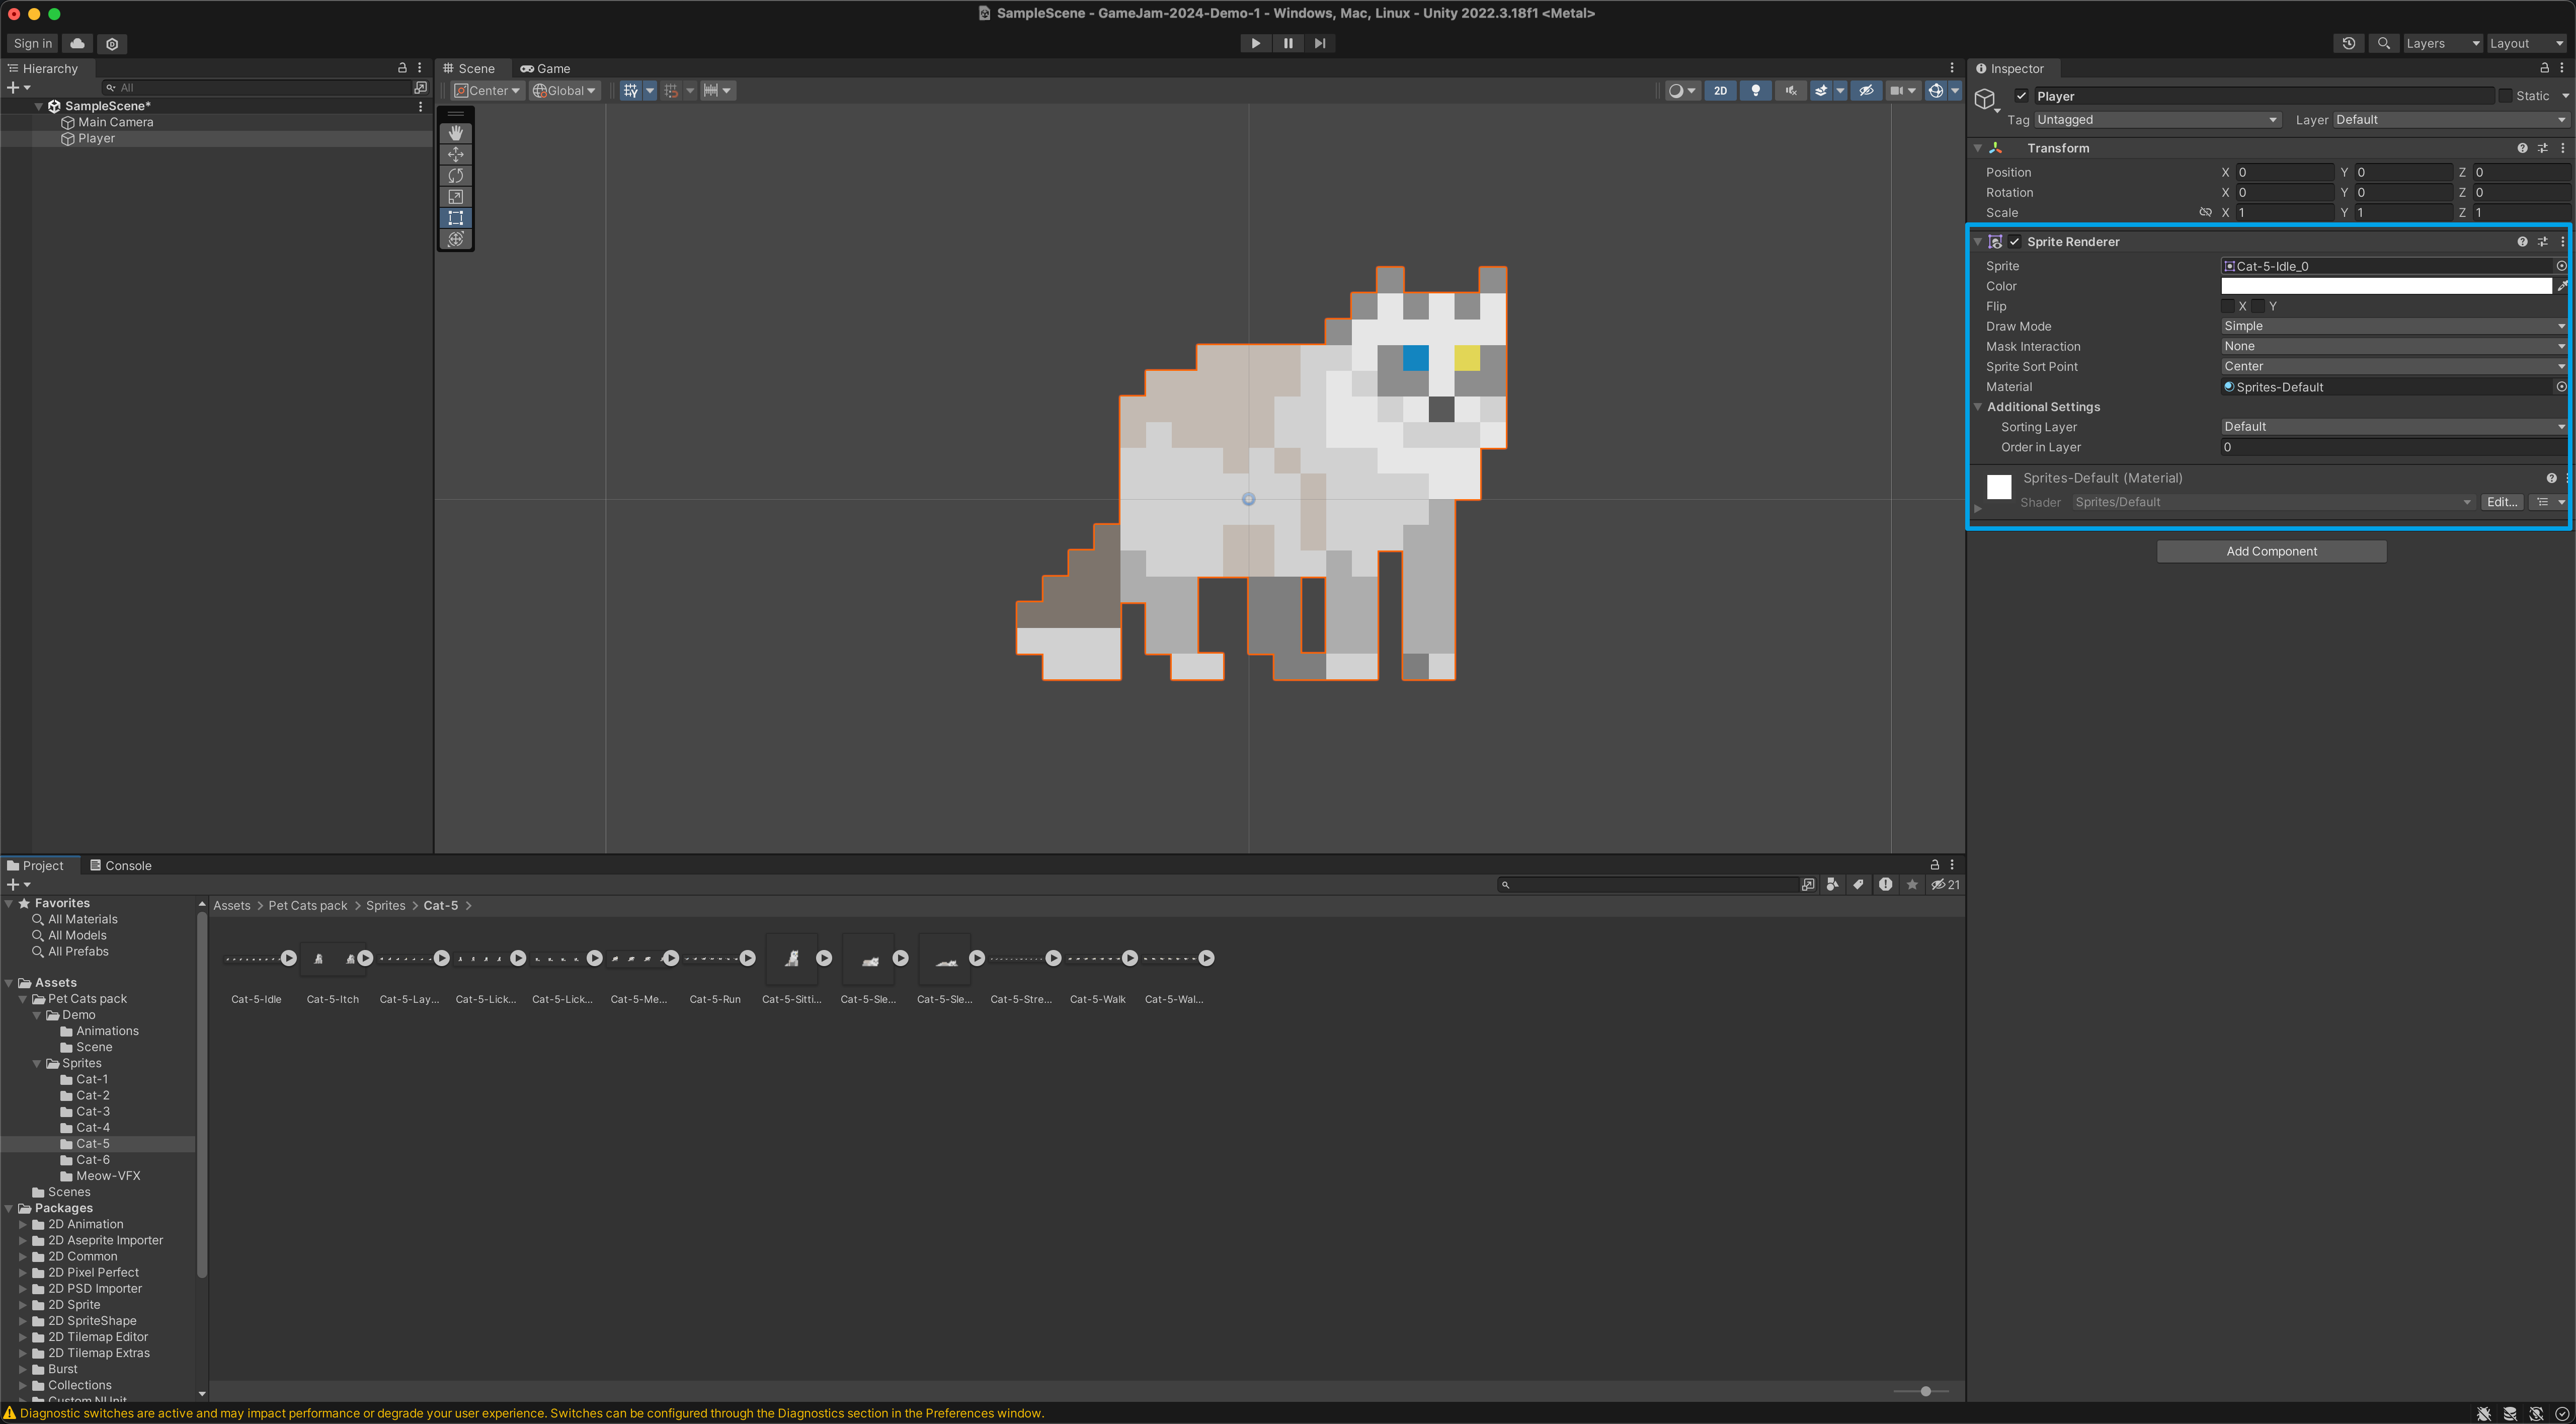 SampleScene - GameJam-2024-Demo-1 - Windows, Mac, Linux - Unity 2022.3.18f1 <Metal>
Sign in
Layers
Layout
Hierarchy
All
SampleScene*
Main Camera
Player
Scene
Game
Center
Global
2D
Inspector
Player
Static
Tag Untagged
Layer Default
Transform
Position X 0 Y 0 Z 0
Rotation X 0 Y 0 Z 0
Scale X 1 Y 1 Z 1
Sprite Renderer
Sprite Cat-5-Idle_0
Color
Flip X Y
Draw Mode Simple
Mask Interaction None
Sprite Sort Point Center
Material Sprites-Default
Additional Settings
Sorting Layer Default
Order in Layer 0
Sprites-Default (Material)
Shader Sprites/Default Edit...
Add Component
Project
Console
21
Favorites
All Materials
All Models
All Prefabs
Assets
Pet Cats pack
Demo
Animations
Scene
Sprites
Cat-1
Cat-2
Cat-3
Cat-4
Cat-5
Cat-6
Meow-VFX
Scenes
Packages
2D Animation
2D Aseprite Importer
2D Common
2D Pixel Perfect
2D PSD Importer
2D Sprite
2D SpriteShape
2D Tilemap Editor
2D Tilemap Extras
Burst
Collections
Custom NUnit
Assets > Pet Cats pack > Sprites > Cat-5 >
Cat-5-Idle
Cat-5-Itch
Cat-5-Lay...
Cat-5-Lick...
Cat-5-Lick...
Cat-5-Me...
Cat-5-Run
Cat-5-Sitti...
Cat-5-Sle...
Cat-5-Sle...
Cat-5-Stre...
Cat-5-Walk
Cat-5-Wal...
Diagnostic switches are active and may impact performance or degrade your user experience. Switches can be configured through the Diagnostics section in the Preferences window.